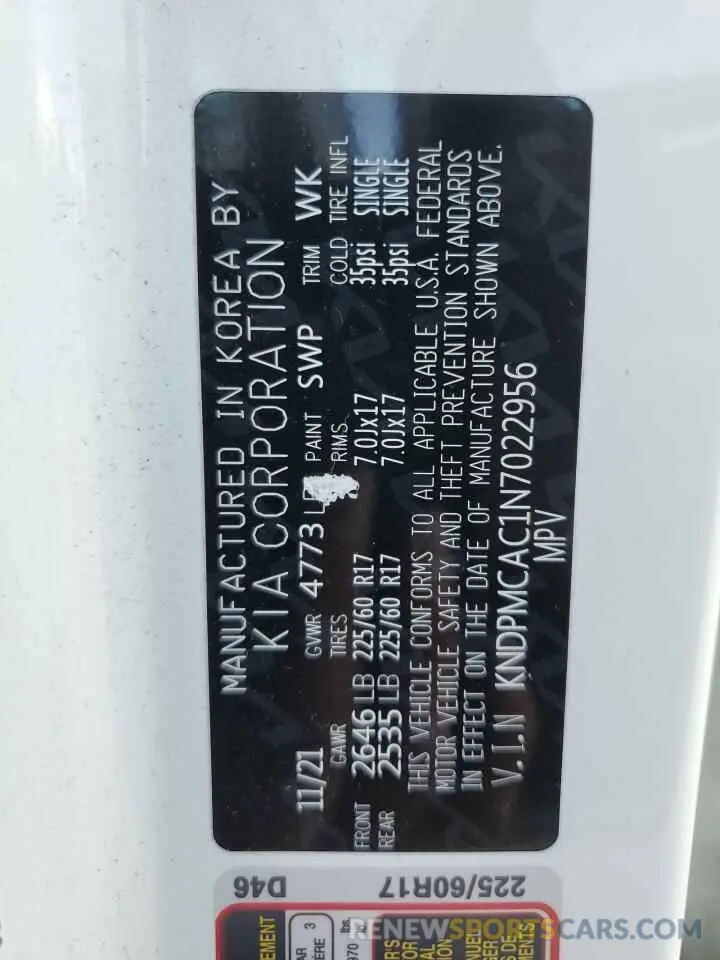 MANUFACTURED IN KOREA BY
KIA CORPORATION
11/21 GVWR 4773 PAINT SWP TRIM WK
GAWR TIRES RIMS COLD TIRE INFL
FRONT 2646 LB 225/60 R17 7.0Jx17 35psi SINGLE
REAR 2535 LB 225/60 R17 7.0Jx17 35psi SINGLE
THIS VEHICLE CONFORMS TO ALL APPLICABLE U.S.A. FEDERAL
MOTOR VEHICLE SAFETY AND THEFT PREVENTION STANDARDS
IN EFFECT ON THE DATE OF MANUFACTURE SHOWN ABOVE.
V.I.N KNDPMCAC1N7022956
MPV
D46 225/60R17
RENEWSPORTSCARS.COM